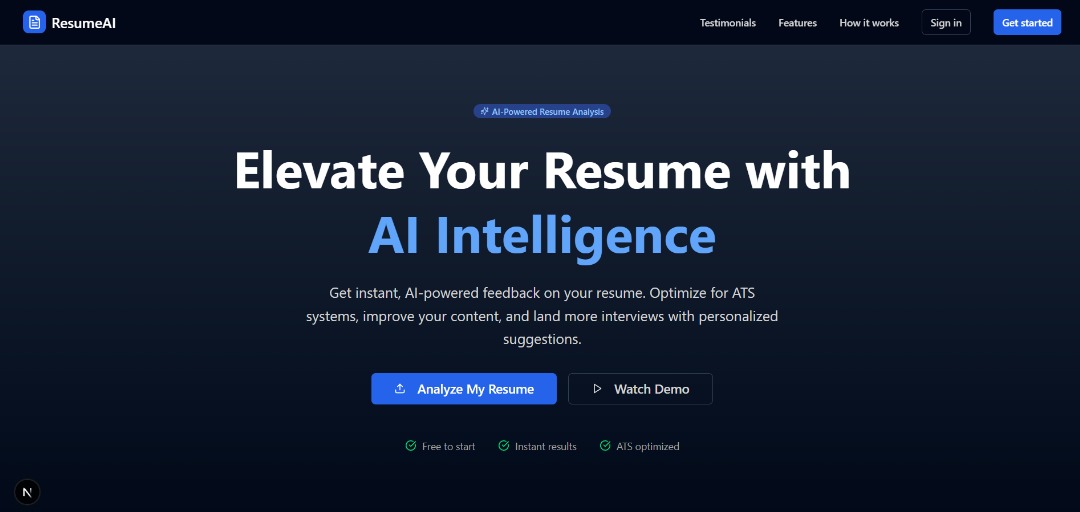 ResumeAI
Testimonials
Features
How it works
Sign in
Get started
AI-Powered Resume Analysis
Elevate Your Resume with
AI Intelligence
Get instant, AI-powered feedback on your resume. Optimize for ATS
systems, improve your content, and land more interviews with personalized
suggestions.
Analyze My Resume
Watch Demo
Free to start
Instant results
ATS optimized
N